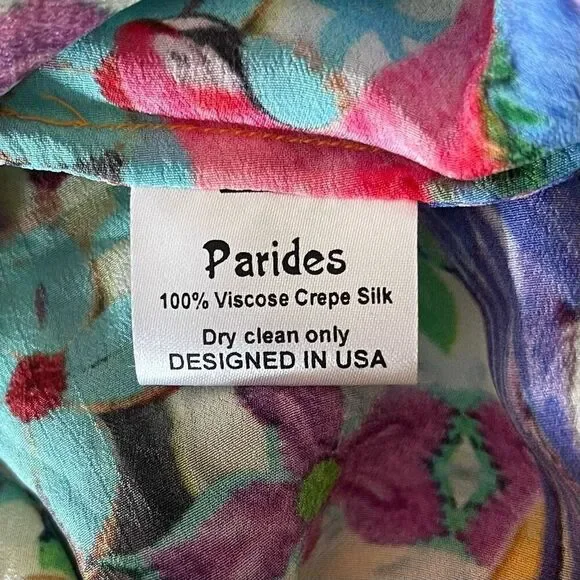 Parides
100% Viscose Crepe Silk
Dry clean only
DESIGNED IN USA